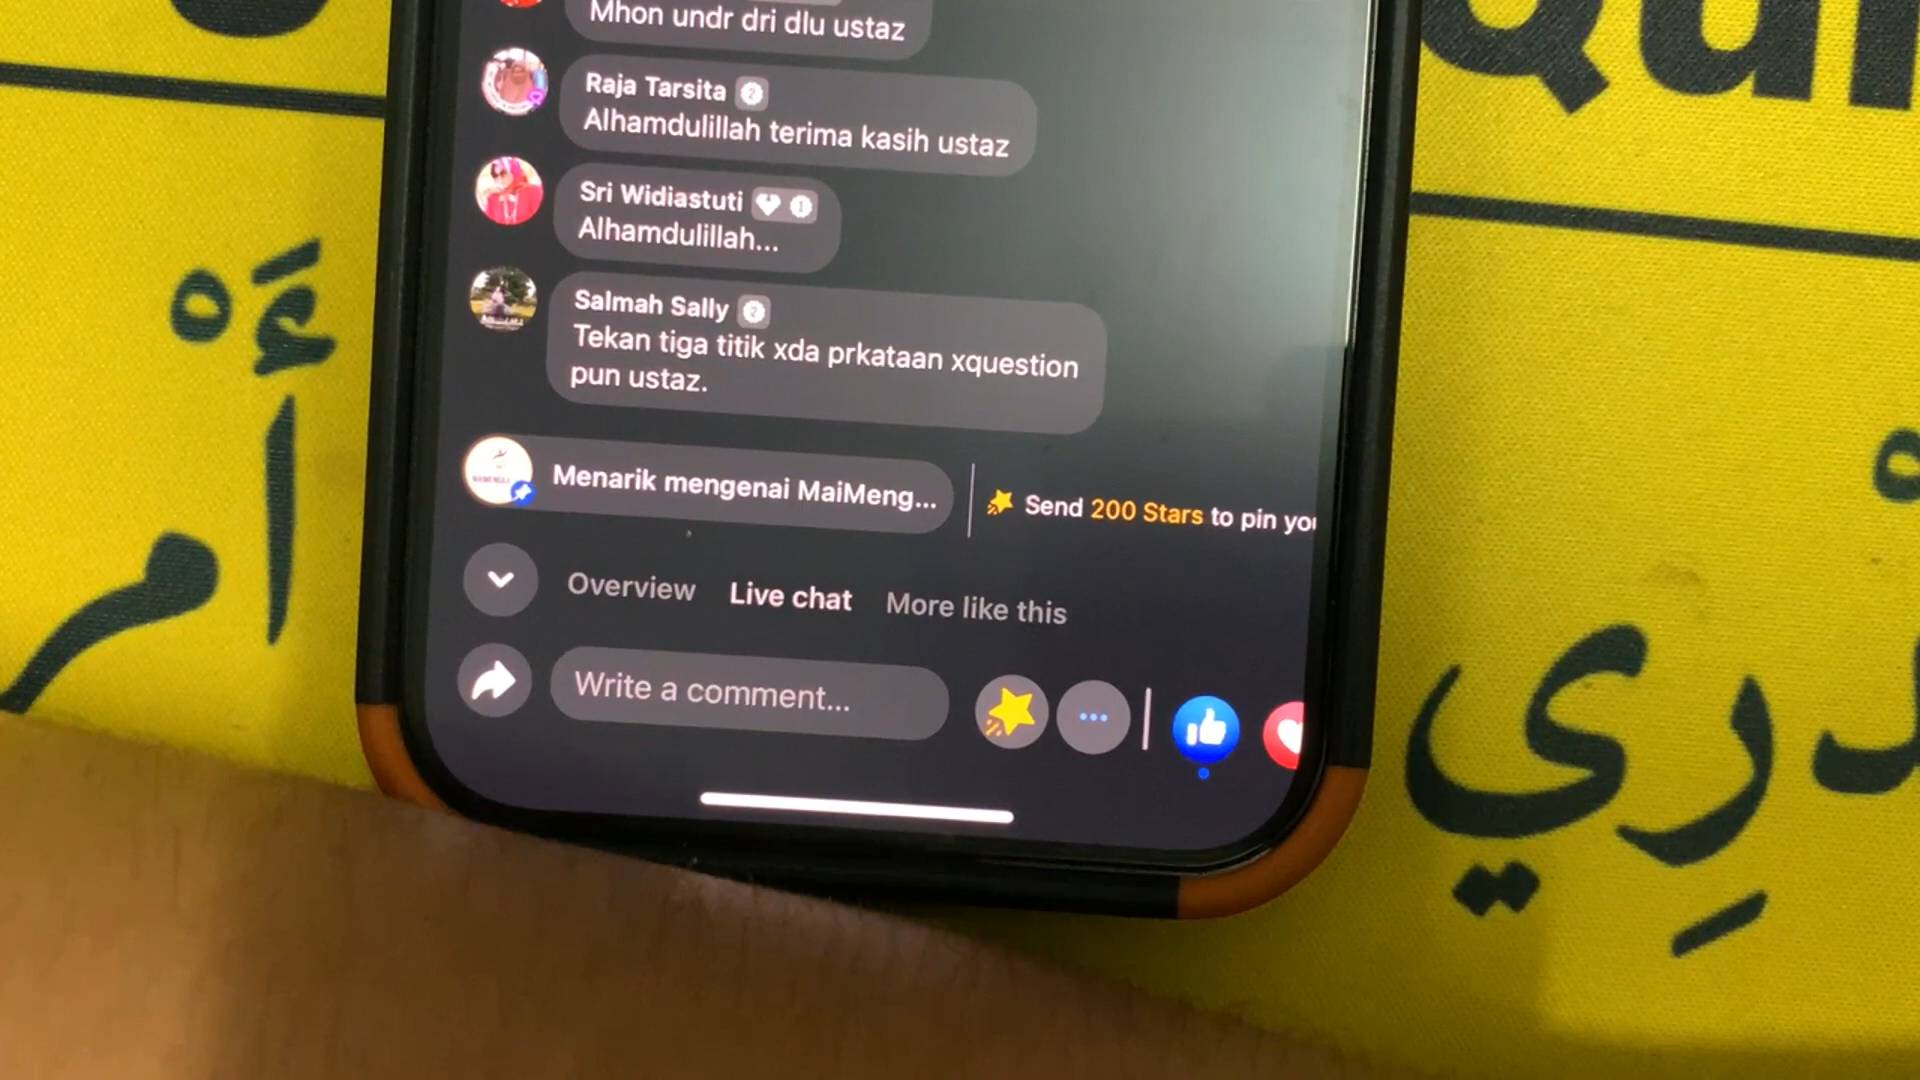 Mhon undr dri dlu ustaz
Raja Tarsita
Alhamdulillah terima kasih ustaz
Sri Widiastuti
Alhamdulillah...
Salmah Sally
Tekan tiga titik xda prkataan xquestion
pun ustaz.
Menarik mengenai MaiMeng...
Send 200 Stars to pin you
Overview Live chat More like this
Write a comment...
Qur